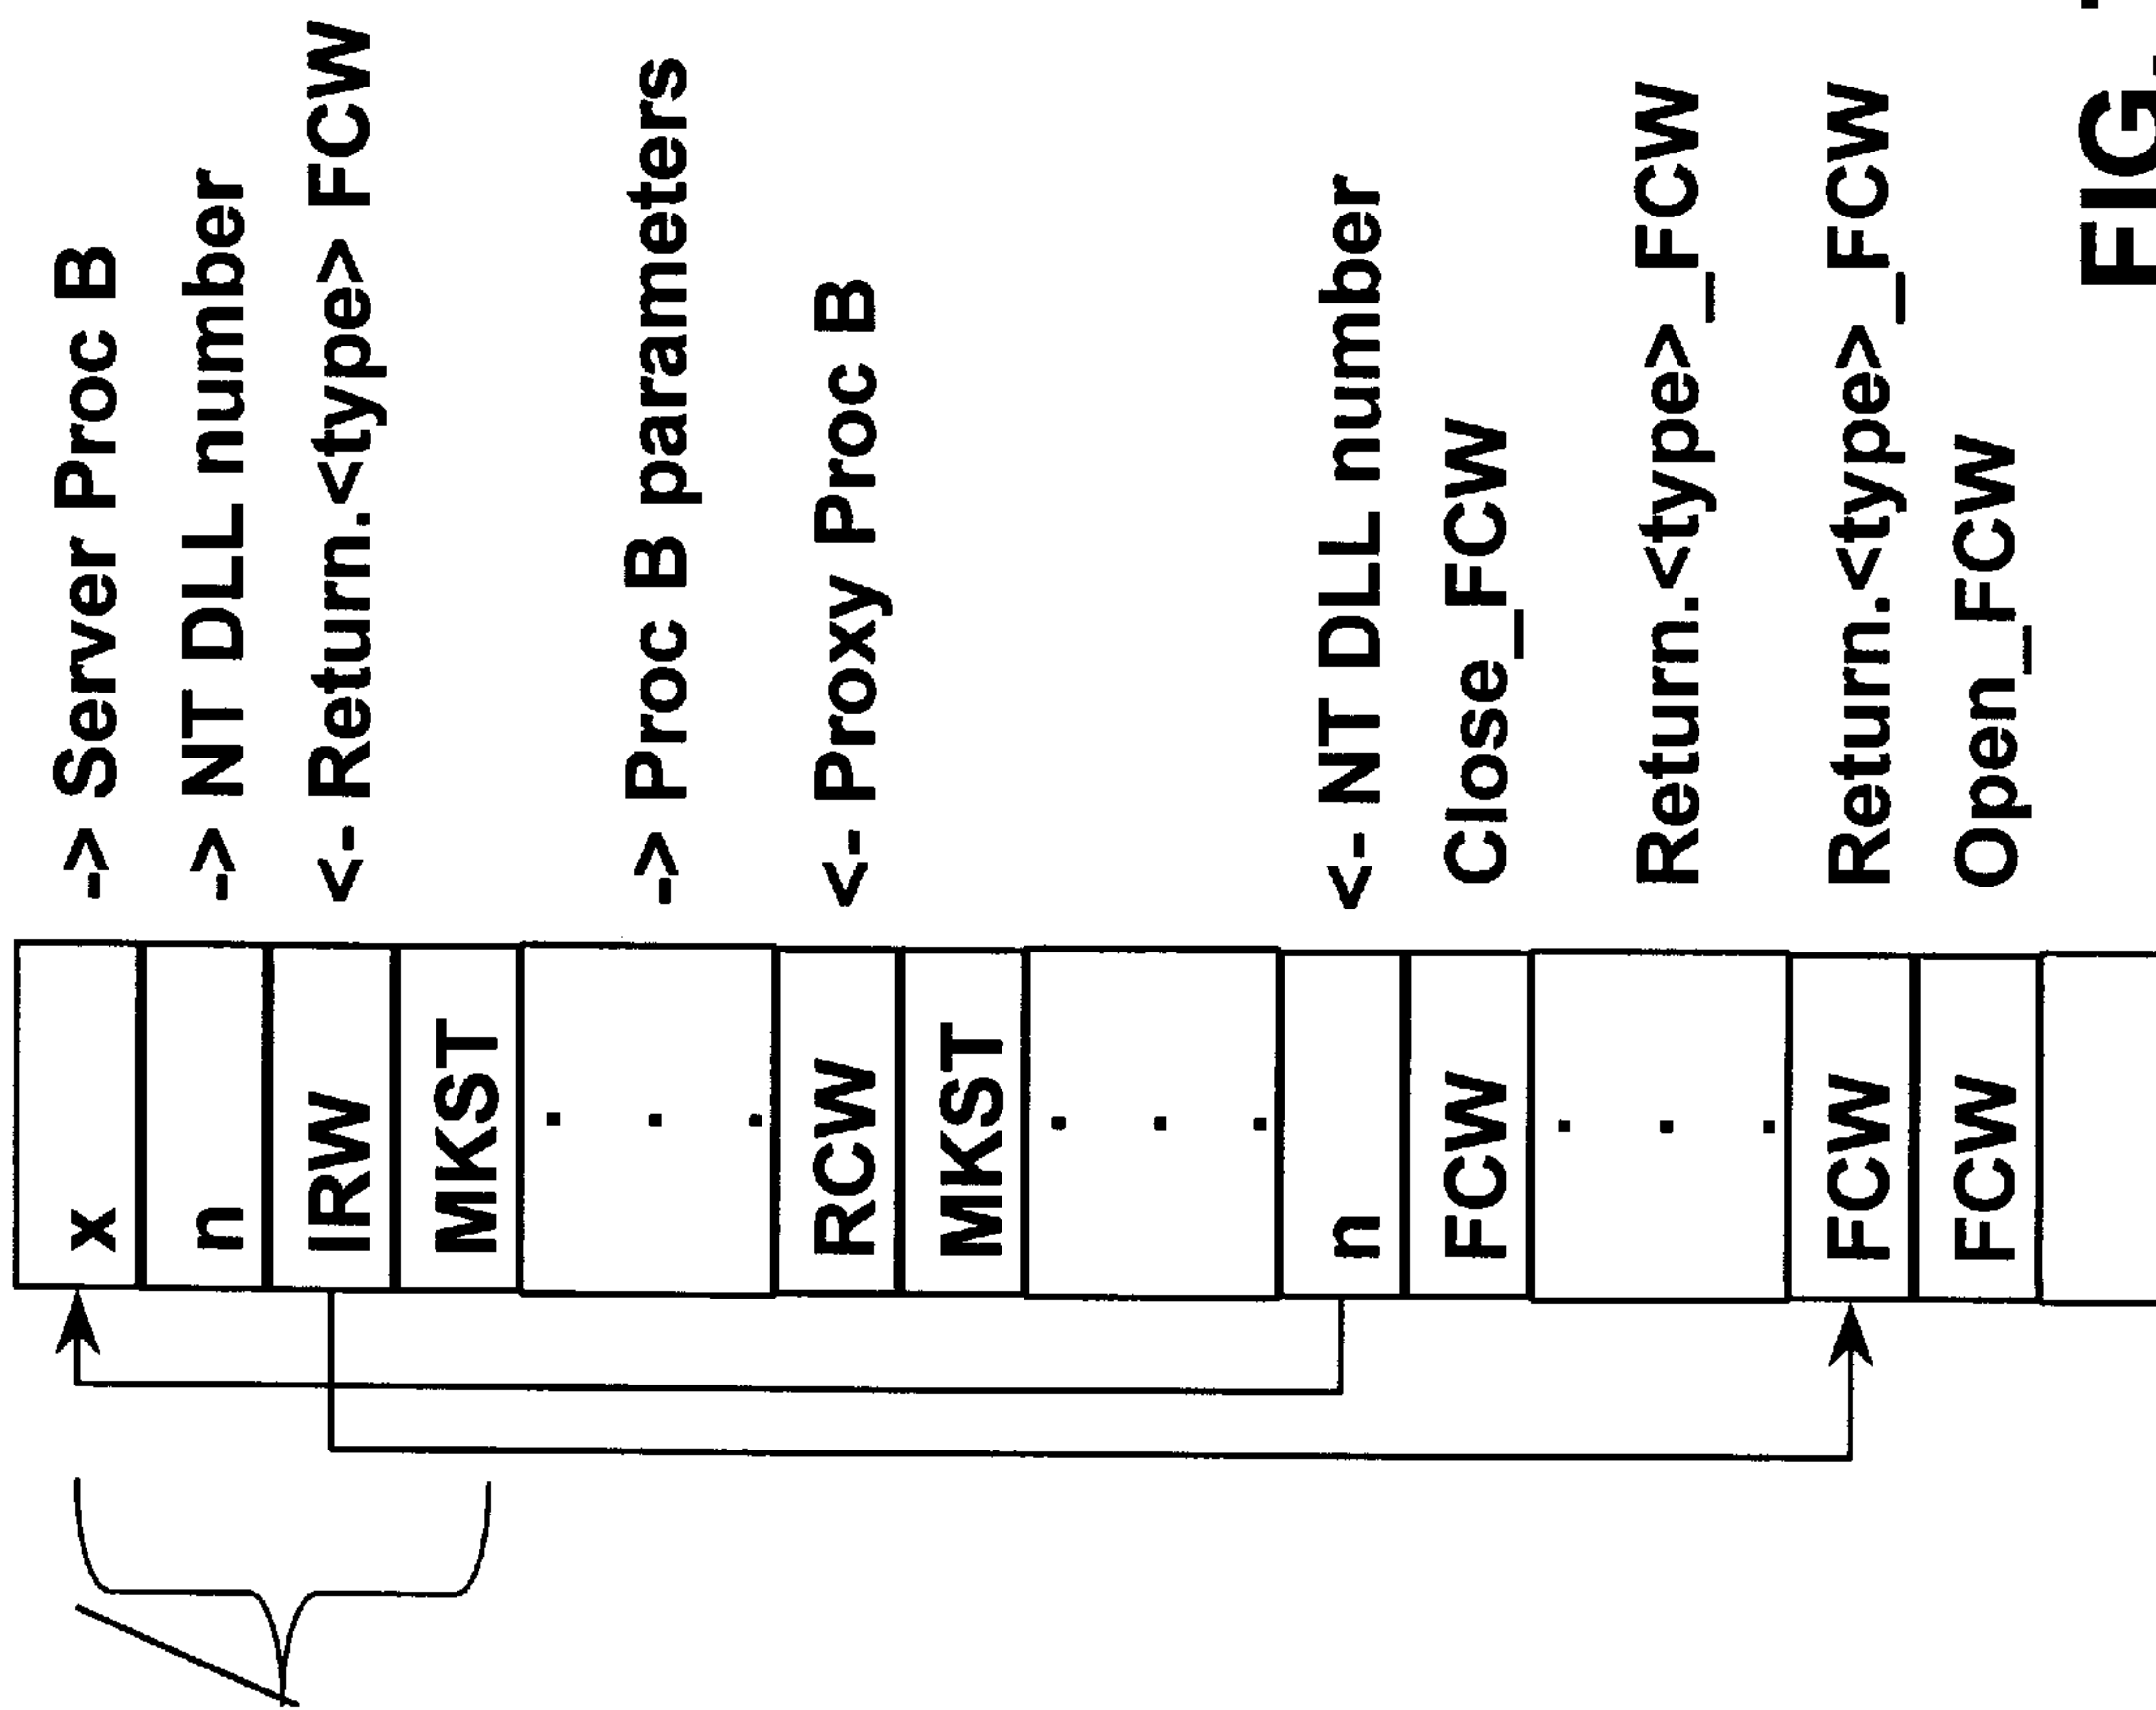 x -> Server Proc B
n -> NT DLL number
IRW <- Return.<type> FCW
MKST
. . . -> Proc B parameters
RCW <- Proxy Proc B
MKST
. . .
n <- NT DLL number
FCW Close_FCW
. . . Return.<type>_FCW
FCW Return.<type>_FCW
FCW Open_FCW
FIG.